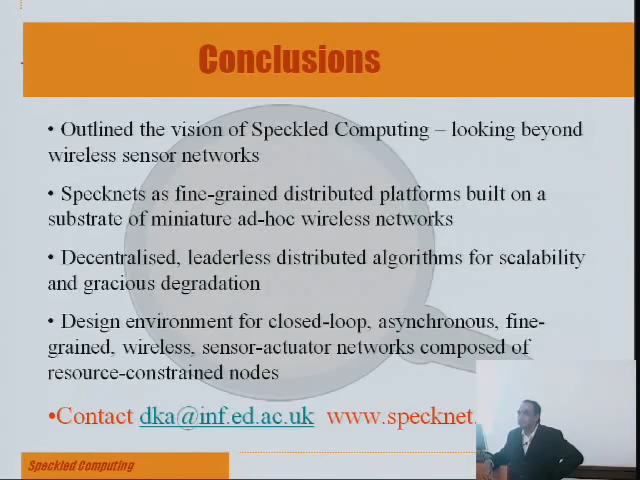 Conclusions
• Outlined the vision of Speckled Computing – looking beyond
wireless sensor networks
• Specknets as fine-grained distributed platforms built on a
substrate of miniature ad-hoc wireless networks
• Decentralised, leaderless distributed algorithms for scalability
and gracious degradation
• Design environment for closed-loop, asynchronous, fine-
grained, wireless, sensor-actuator networks composed of
resource-constrained nodes
•Contact dka@inf.ed.ac.uk www.specknet.
Speckled Computing